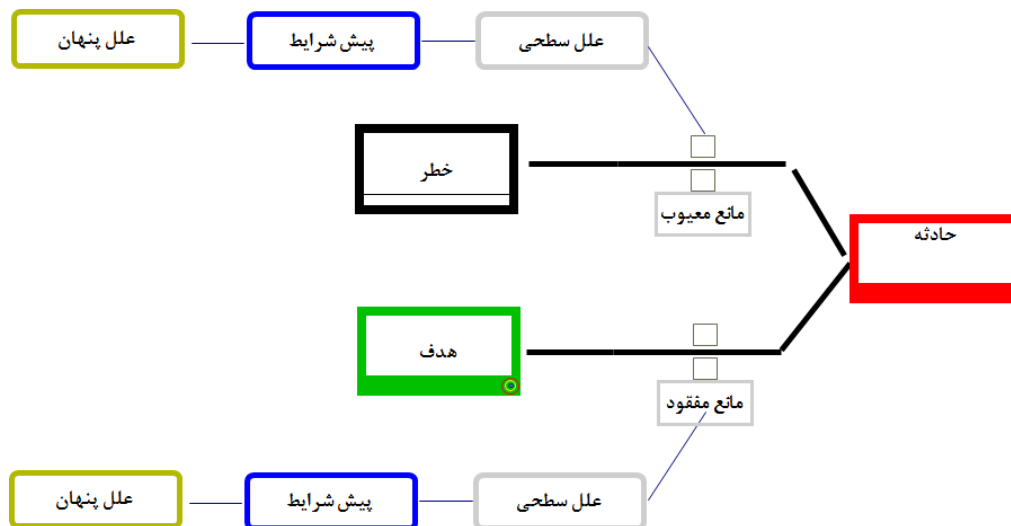 علل سطحی
پیش شرایط
علل پنهان
خطر
مانع معیوب
حادثه
هدف
مانع مفقود
علل سطحی
پیش شرایط
علل پنهان